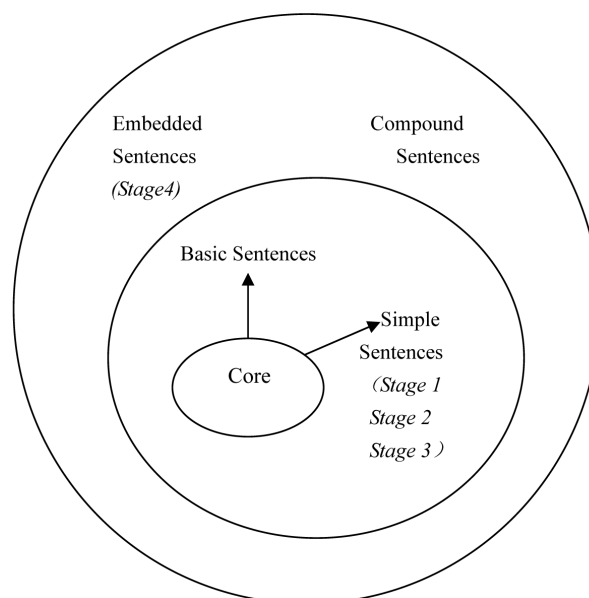 Embedded
Sentences
(Stage4)
Compound
Sentences
Basic Sentences
Simple
Sentences
（Stage 1
Stage 2
Stage 3）
Core